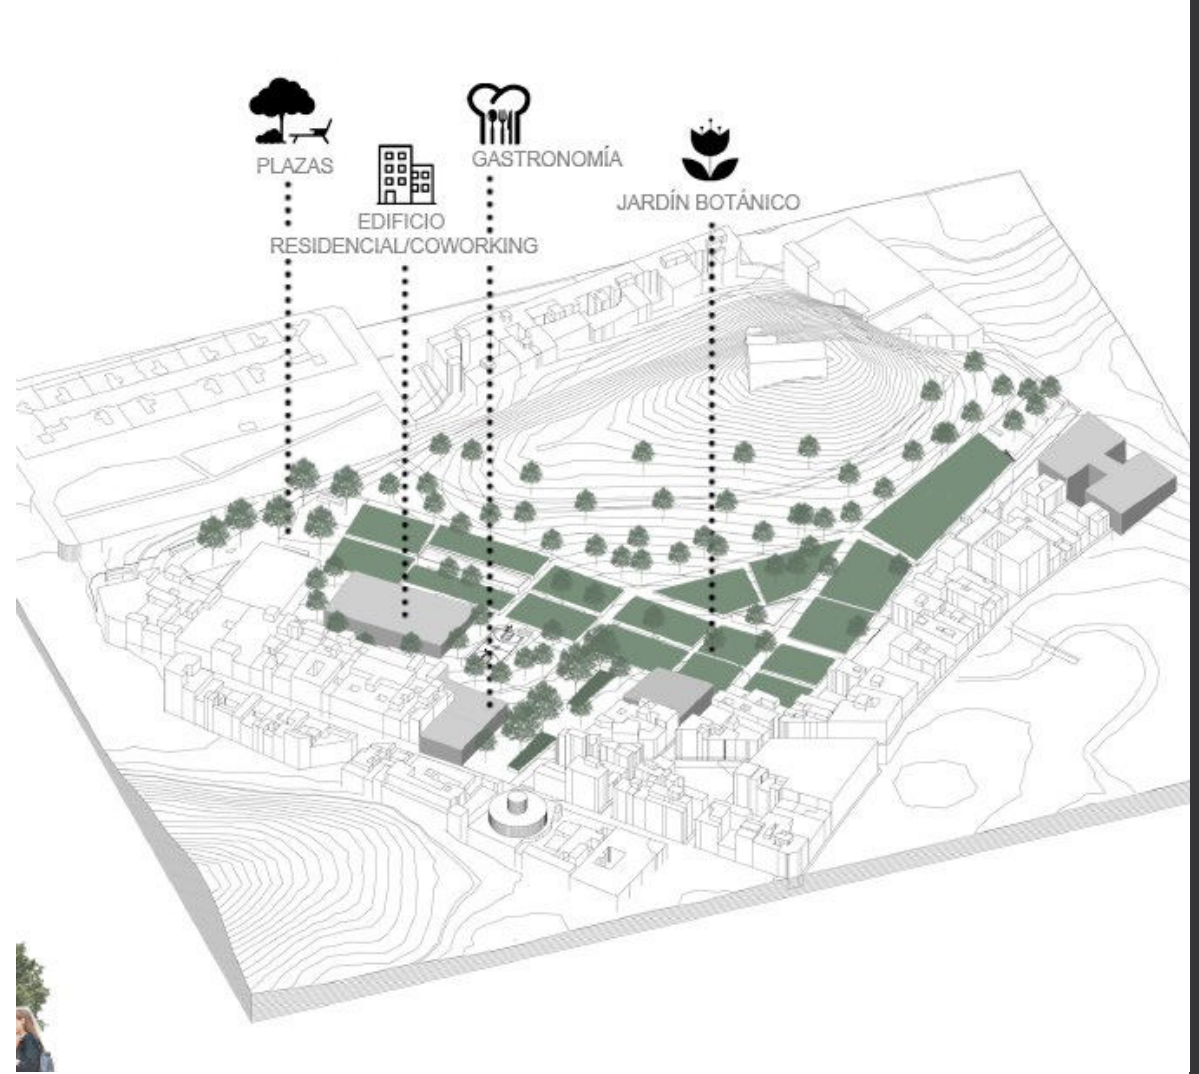 PLAZAS
EDIFICIO
RESIDENCIAL/COWORKING
GASTRONOMÍA
JARDÍN BOTÁNICO